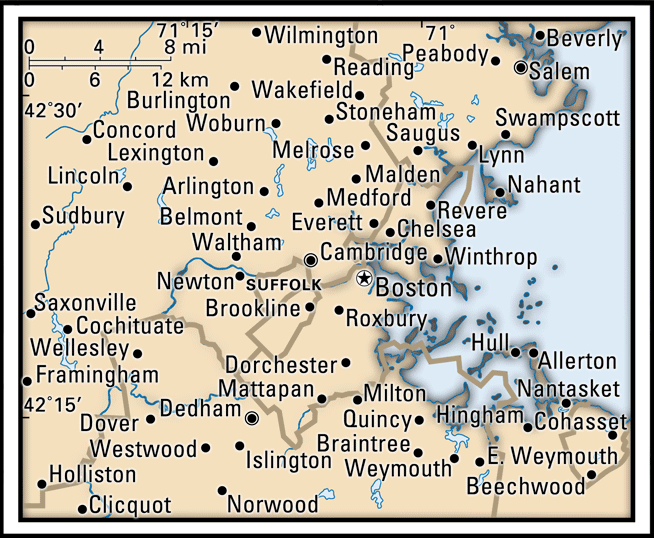 71°15'
71°
Wilmington
Beverly
0 4 8 mi
0 6 12 km
Reading
Peabody
Salem
42°30'
Burlington
Wakefield
Stoneham
Swampscott
Concord
Woburn
Saugus
Lexington
Melrose
Lynn
Lincoln
Arlington
Malden
Nahant
Medford
Sudbury
Belmont
Everett
Revere
Chelsea
Waltham
Cambridge
Winthrop
Newton
SUFFOLK
Boston
Saxonville
Brookline
Roxbury
Cochituate
Wellesley
Hull
Allerton
Framingham
Dorchester
Mattapan
Milton
Nantasket
42°15'
Dedham
Dover
Quincy
Hingham
Cohasset
Westwood
Islington
Braintree
Weymouth
E. Weymouth
Holliston
Beechwood
Clicquot
Norwood